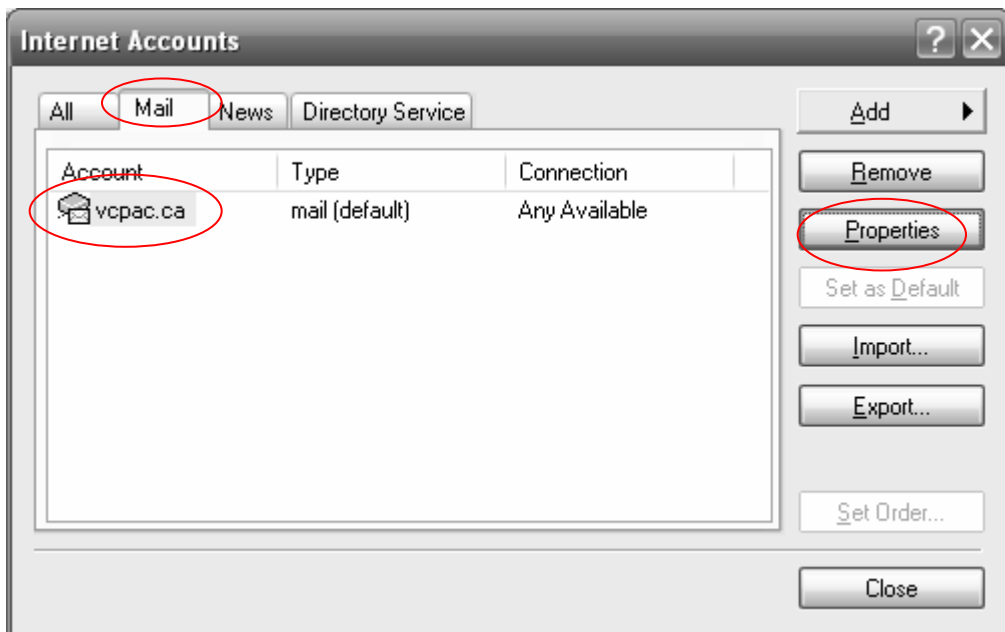 Internet Accounts
All Mail News Directory Service
Add
Account Type Connection
Remove
vcpac.ca mail (default) Any Available
Properties
Set as Default
Import...
Export...
Set Order...
Close